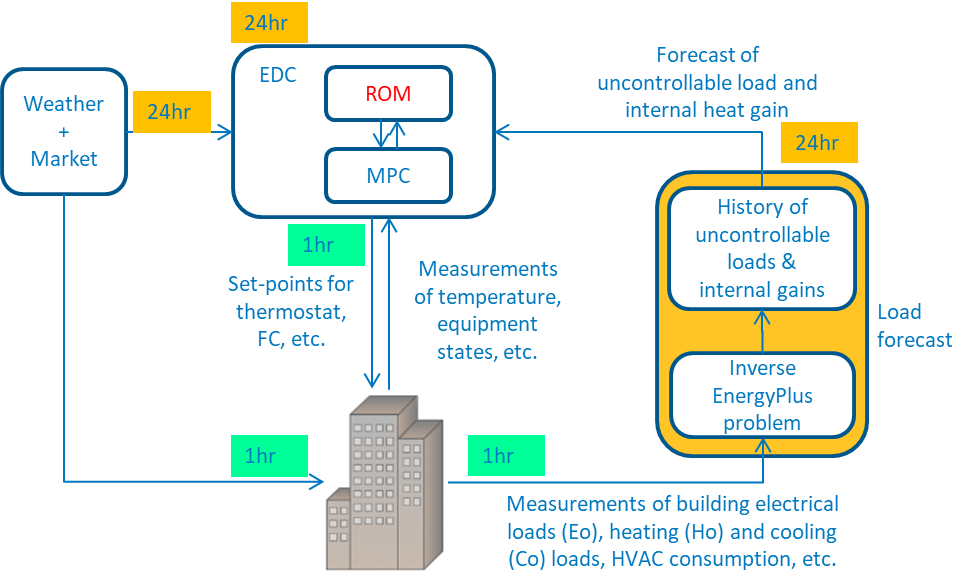 24hr
EDC
ROM
MPC
Weather
+
Market
24hr
Forecast of
uncontrollable load and
internal heat gain
24hr
History of
uncontrollable
loads &
internal gains
Load
forecast
Inverse
EnergyPlus
problem
1hr
Set-points for
thermostat,
FC, etc.
Measurements
of temperature,
equipment
states, etc.
1hr
1hr
Measurements of building electrical
loads (Eo), heating (Ho) and cooling
(Co) loads, HVAC consumption, etc.